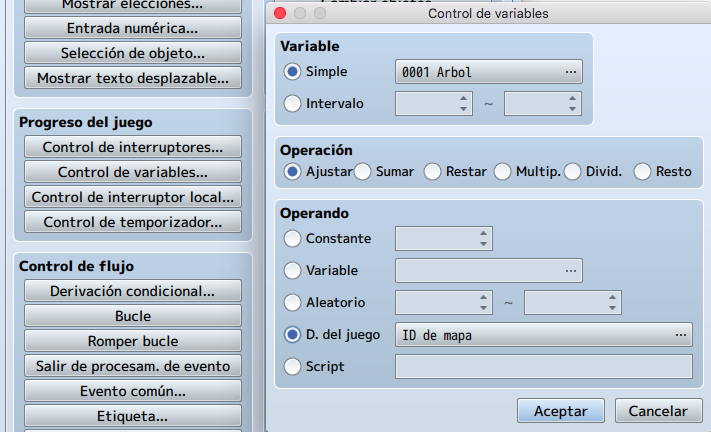 Mostrar elecciones...
Entrada numérica...
Selección de objeto...
Mostrar texto desplazable...
Progreso del juego
Control de interruptores...
Control de variables...
Control de interruptor local...
Control de temporizador...
Control de flujo
Derivación condicional...
Bucle
Romper bucle
Salir de procesam. de evento
Evento común...
Etiqueta...
Control de variables
Variable
Simple 0001 Arbol ...
Intervalo ~
Operación
Ajustar Sumar Restar Multip. Divid. Resto
Operando
Constante
Variable ...
Aleatorio ~
D. del juego ID de mapa ...
Script
Aceptar Cancelar